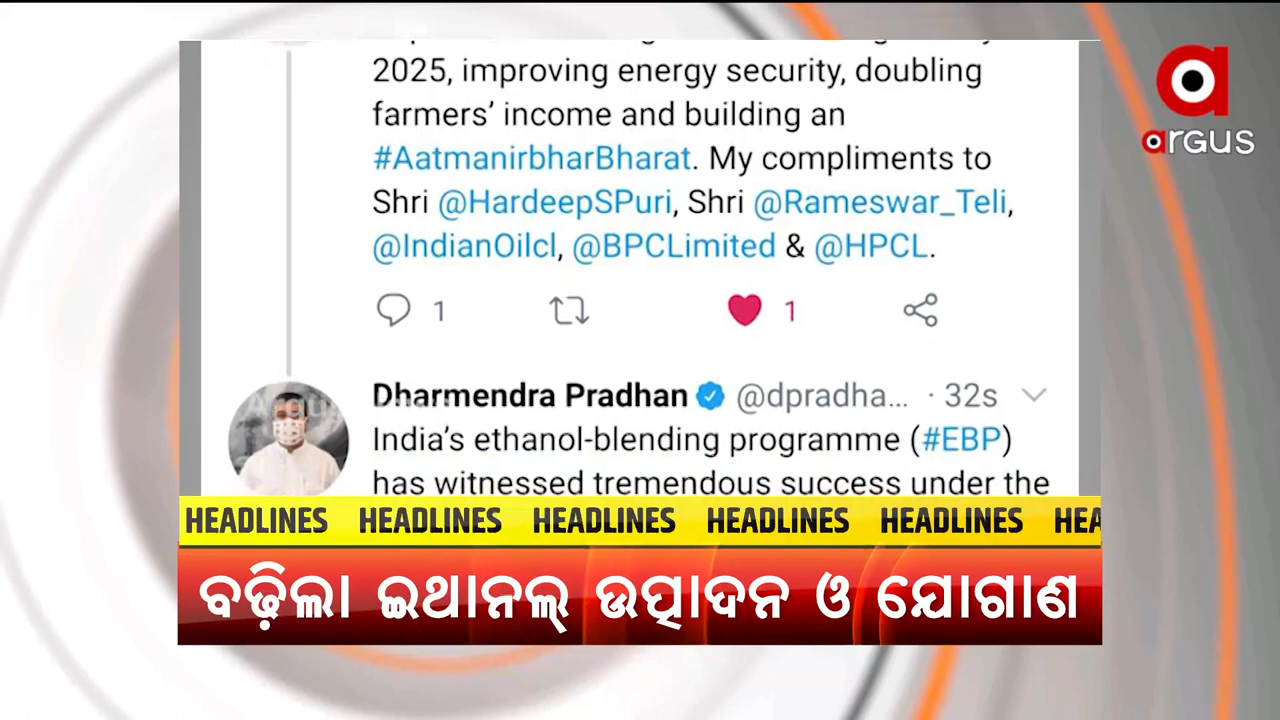 2025, improving energy security, doubling
farmers’ income and building an
#AatmanirbharBharat. My compliments to
Shri @HardeepSPuri, Shri @Rameswar_Teli,
@IndianOilcl, @BPCLimited & @HPCL.
1 1
Dharmendra Pradhan @dpradha... · 32s
India’s ethanol-blending programme (#EBP)
has witnessed tremendous success under the
HEADLINES HEADLINES HEADLINES HEADLINES HEADLINES HEA
ବଢ଼ିଲା ଇଥାନଲ୍ ଉତ୍ପାଦନ ଓ ଯୋଗାଣ
argus